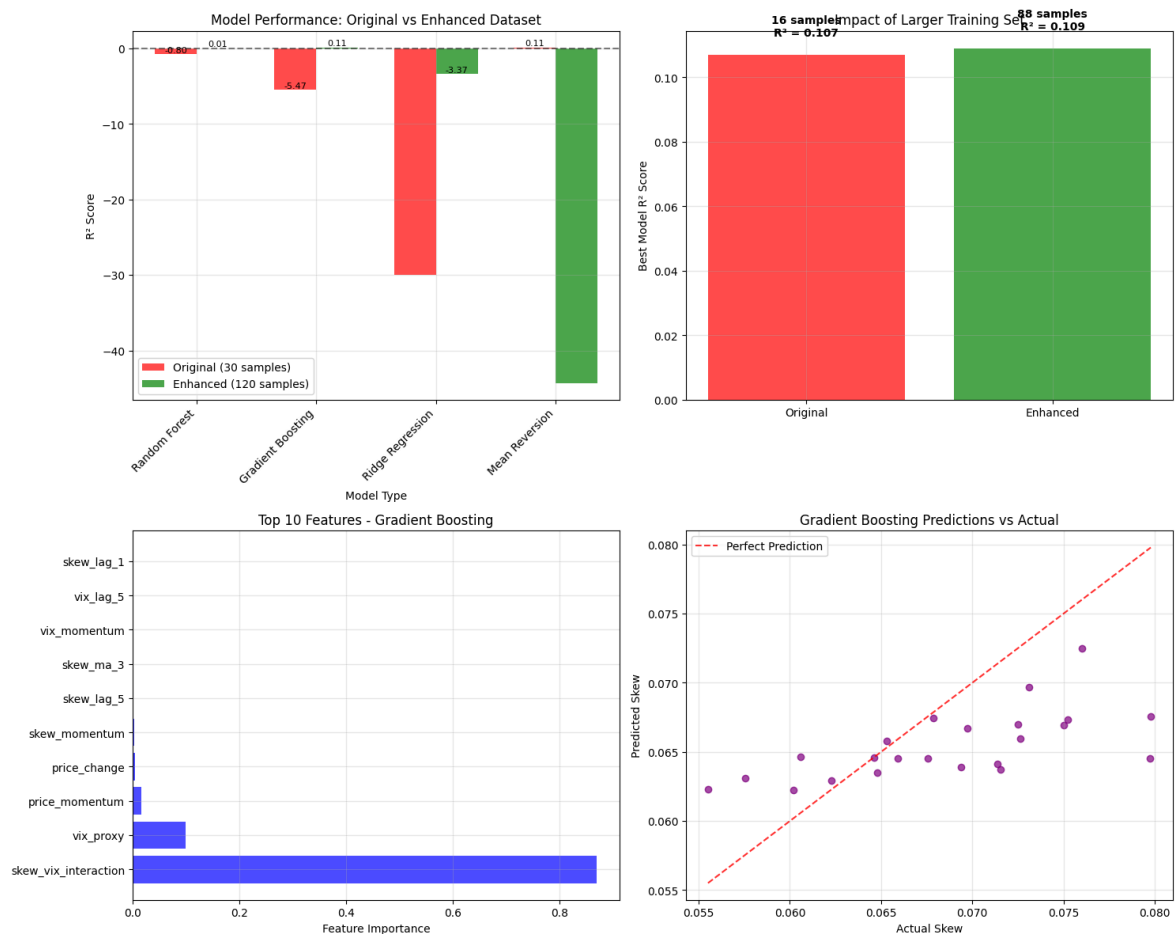 Model Performance: Original vs Enhanced Dataset
0
−10
−20
−30
−40
R² Score
-0.80
0.01
-5.47
0.11
-3.37
0.11
Original (30 samples)
Enhanced (120 samples)
Random Forest
Gradient Boosting
Ridge Regression
Mean Reversion
Model Type
Impact of Larger Training Set
16 samples
R² = 0.107
88 samples
R² = 0.109
0.10
0.08
0.06
0.04
0.02
0.00
Best Model R² Score
Original
Enhanced
Top 10 Features - Gradient Boosting
skew_lag_1
vix_lag_5
vix_momentum
skew_ma_3
skew_lag_5
skew_momentum
price_change
price_momentum
vix_proxy
skew_vix_interaction
0.0
0.2
0.4
0.6
0.8
Feature Importance
Gradient Boosting Predictions vs Actual
Perfect Prediction
0.080
0.075
0.070
0.065
0.060
0.055
Predicted Skew
0.055
0.060
0.065
0.070
0.075
0.080
Actual Skew